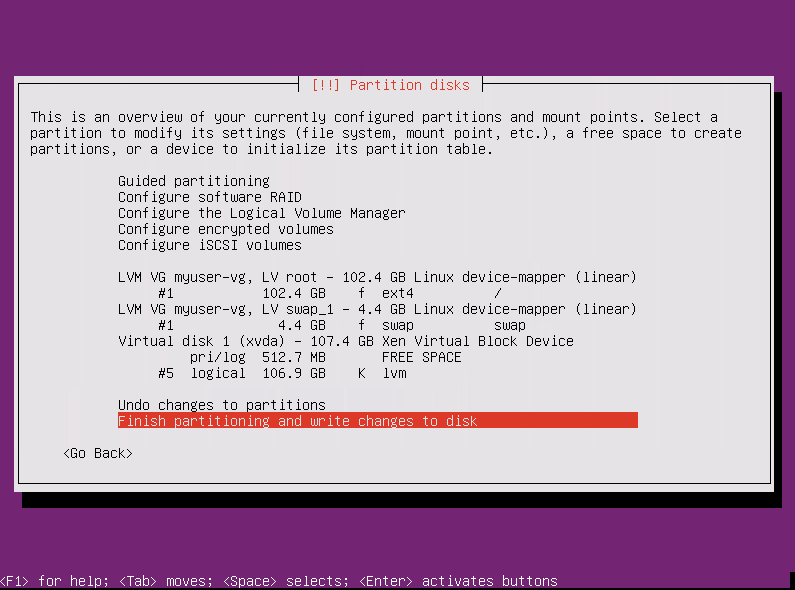 [!!] Partition disks
This is an overview of your currently configured partitions and mount points. Select a
partition to modify its settings (file system, mount point, etc.), a free space to create
partitions, or a device to initialize its partition table.
Guided partitioning
Configure software RAID
Configure the Logical Volume Manager
Configure encrypted volumes
Configure iSCSI volumes
LVM VG myuser-vg, LV root - 102.4 GB Linux device-mapper (linear)
#1 102.4 GB f ext4 /
LVM VG myuser-vg, LV swap_1 - 4.4 GB Linux device-mapper (linear)
#1 4.4 GB f swap swap
Virtual disk 1 (xvda) - 107.4 GB Xen Virtual Block Device
pri/log 512.7 MB FREE SPACE
#5 logical 106.9 GB K lvm
Undo changes to partitions
Finish partitioning and write changes to disk
<Go Back>
<F1> for help; <Tab> moves; <Space> selects; <Enter> activates buttons